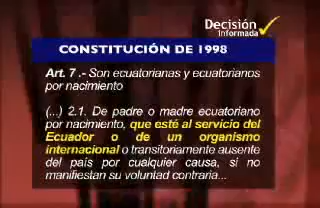 Decisión
Informada
CONSTITUCIÓN DE 1998
Art. 7 .- Son ecuatorianas y ecuatorianos
por nacimiento
(...) 2.1. De padre o madre ecuatoriano
por nacimiento, que esté al servicio del
Ecuador o de un organismo
internacional o transitoriamente ausente
del país por cualquier causa, si no
manifiestan su voluntad contraria...